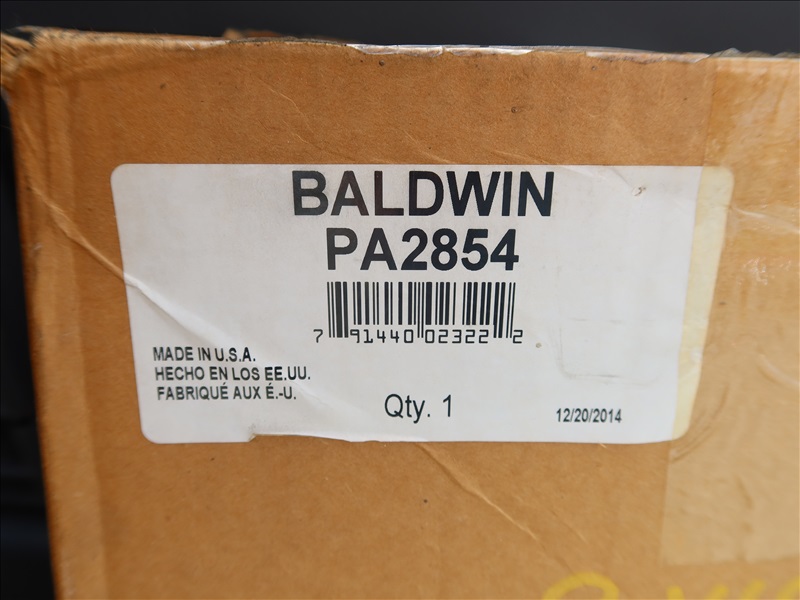 BALDWIN
PA2854
7 91440 02322 2
MADE IN U.S.A.
HECHO EN LOS EE.UU.
FABRIQUÉ AUX É.-U.
Qty. 1
12/20/2014